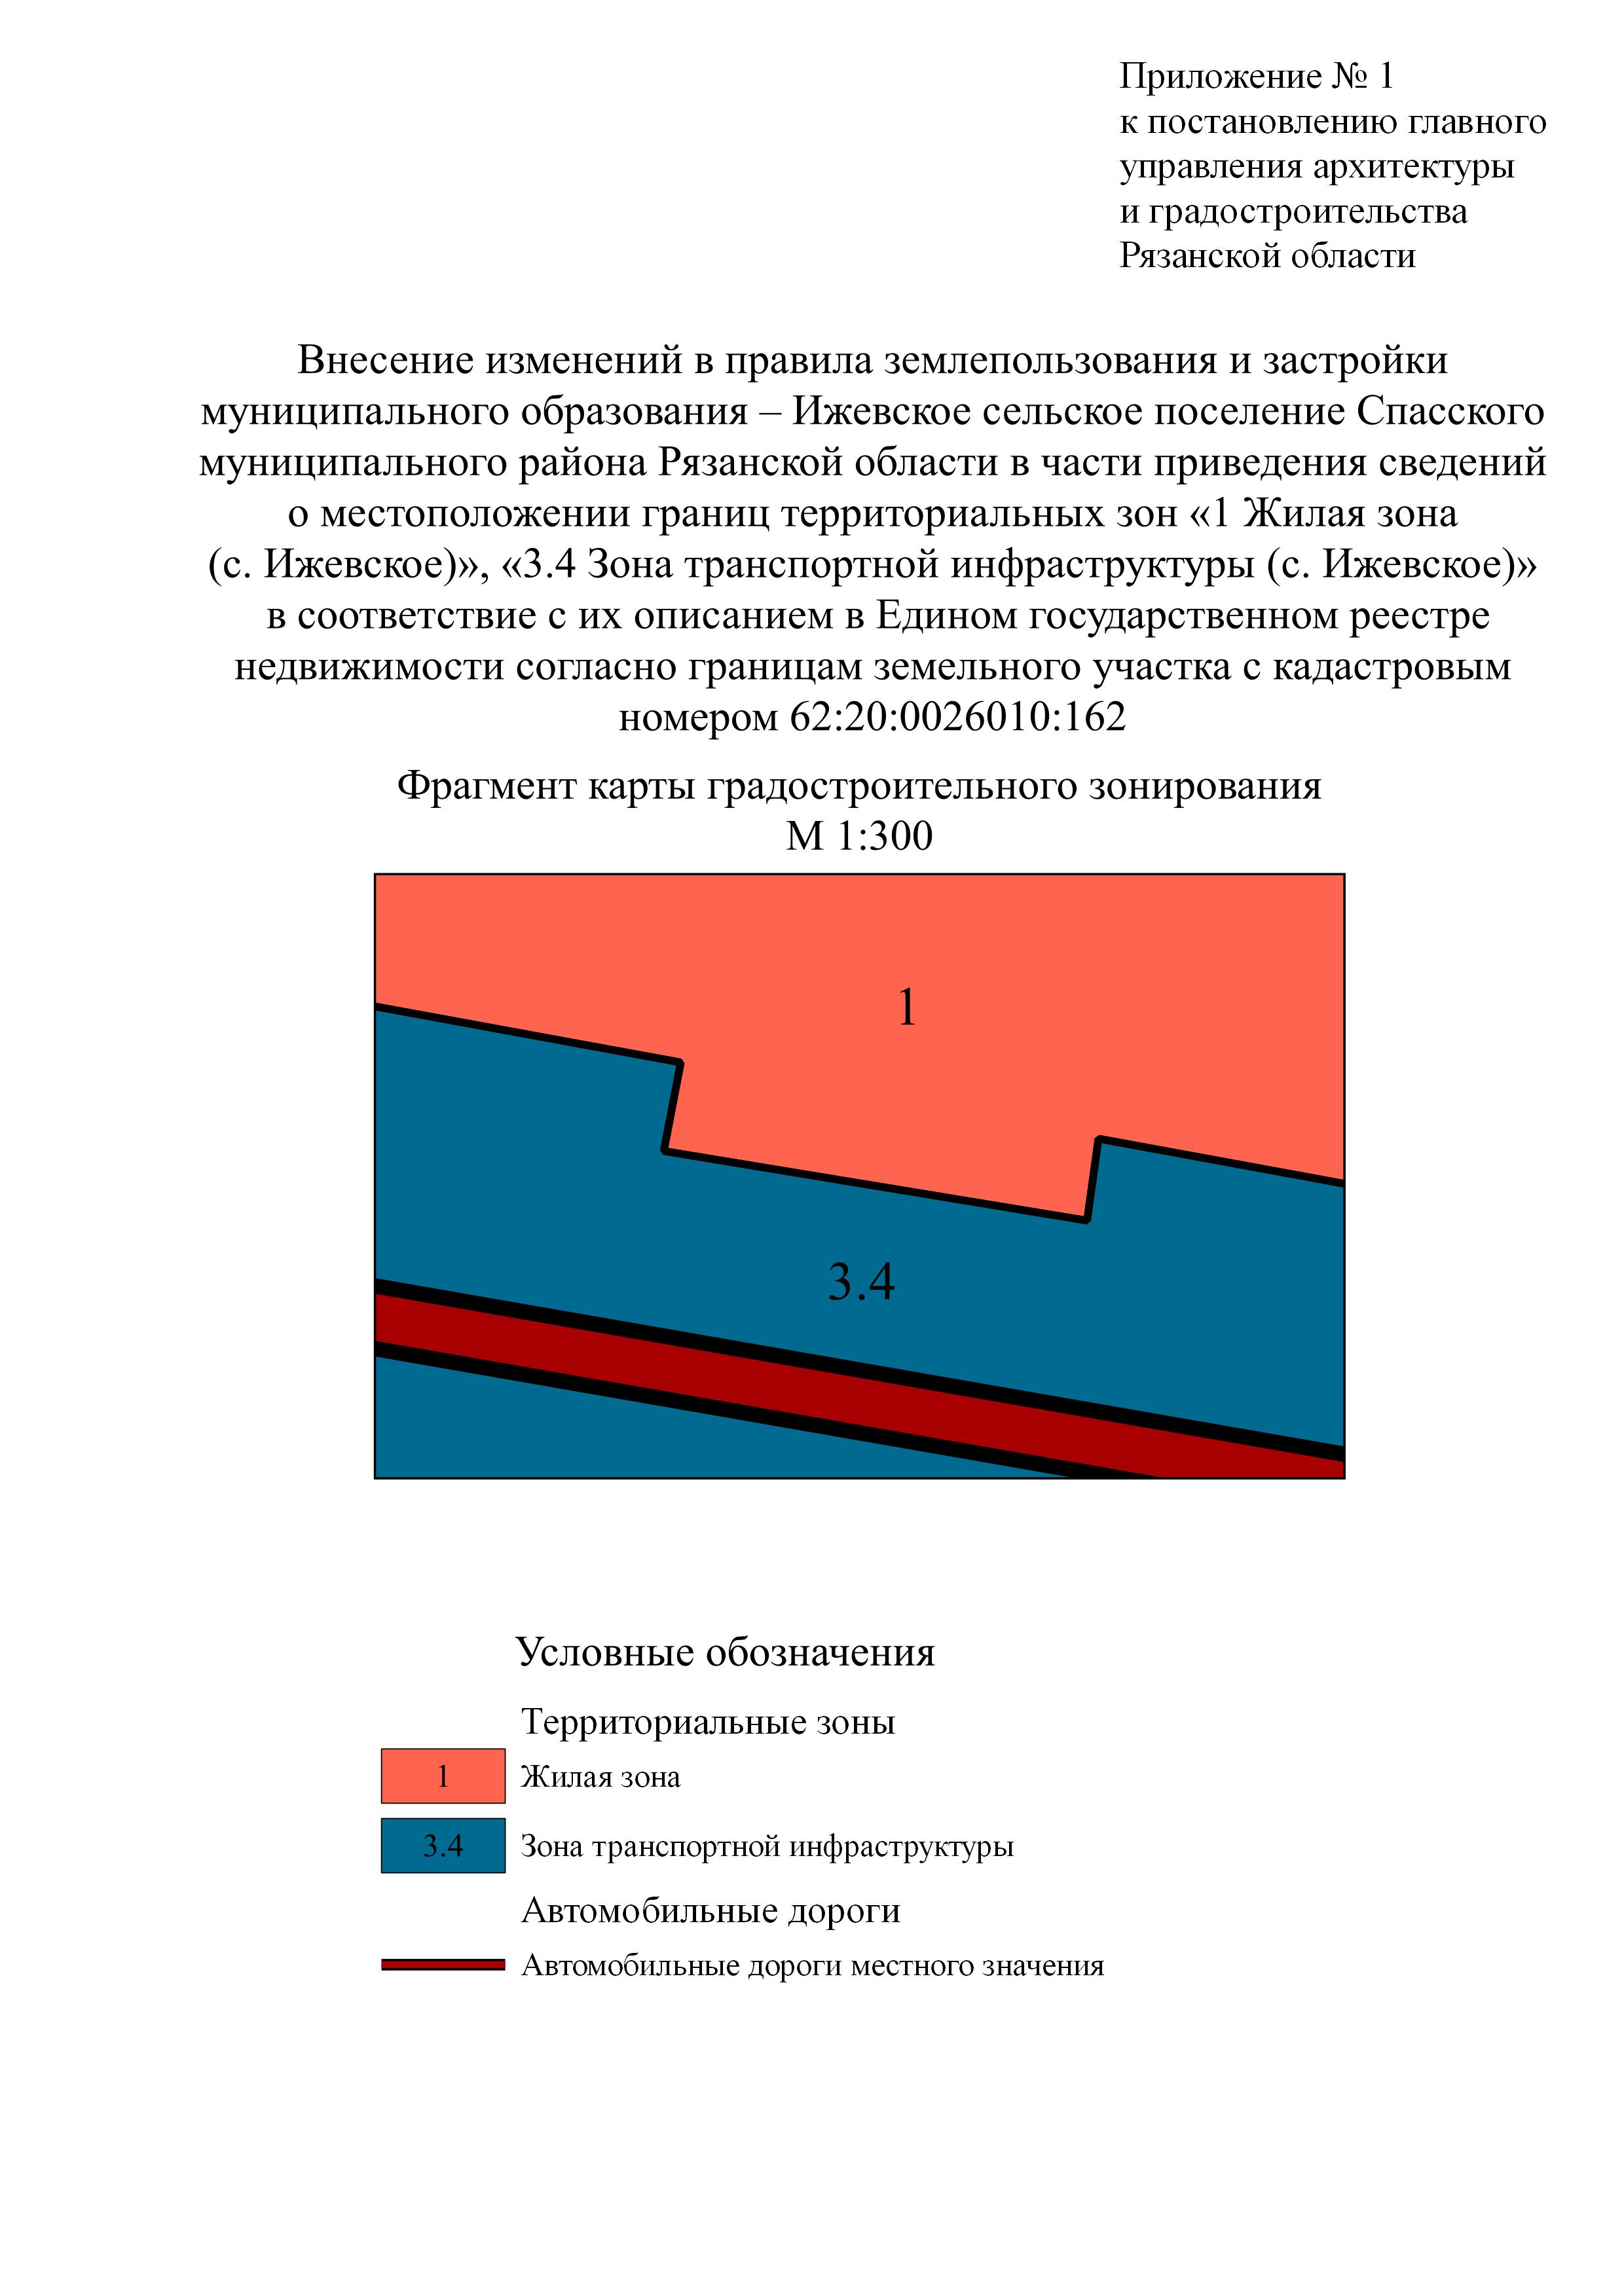 Приложение № 1
к постановлению главного
управления архитектуры
и градостроительства
Рязанской области
Внесение изменений в правила землепользования и застройки
муниципального образования – Ижевское сельское поселение Спасского
муниципального района Рязанской области в части приведения сведений
о местоположении границ территориальных зон «1 Жилая зона
(с. Ижевское)», «3.4 Зона транспортной инфраструктуры (с. Ижевское)»
в соответствие с их описанием в Едином государственном реестре
недвижимости согласно границам земельного участка с кадастровым
номером 62:20:0026010:162
Фрагмент карты градостроительного зонирования
М 1:300
1
3.4
Условные обозначения
Территориальные зоны
1 Жилая зона
3.4 Зона транспортной инфраструктуры
Автомобильные дороги
Автомобильные дороги местного значения